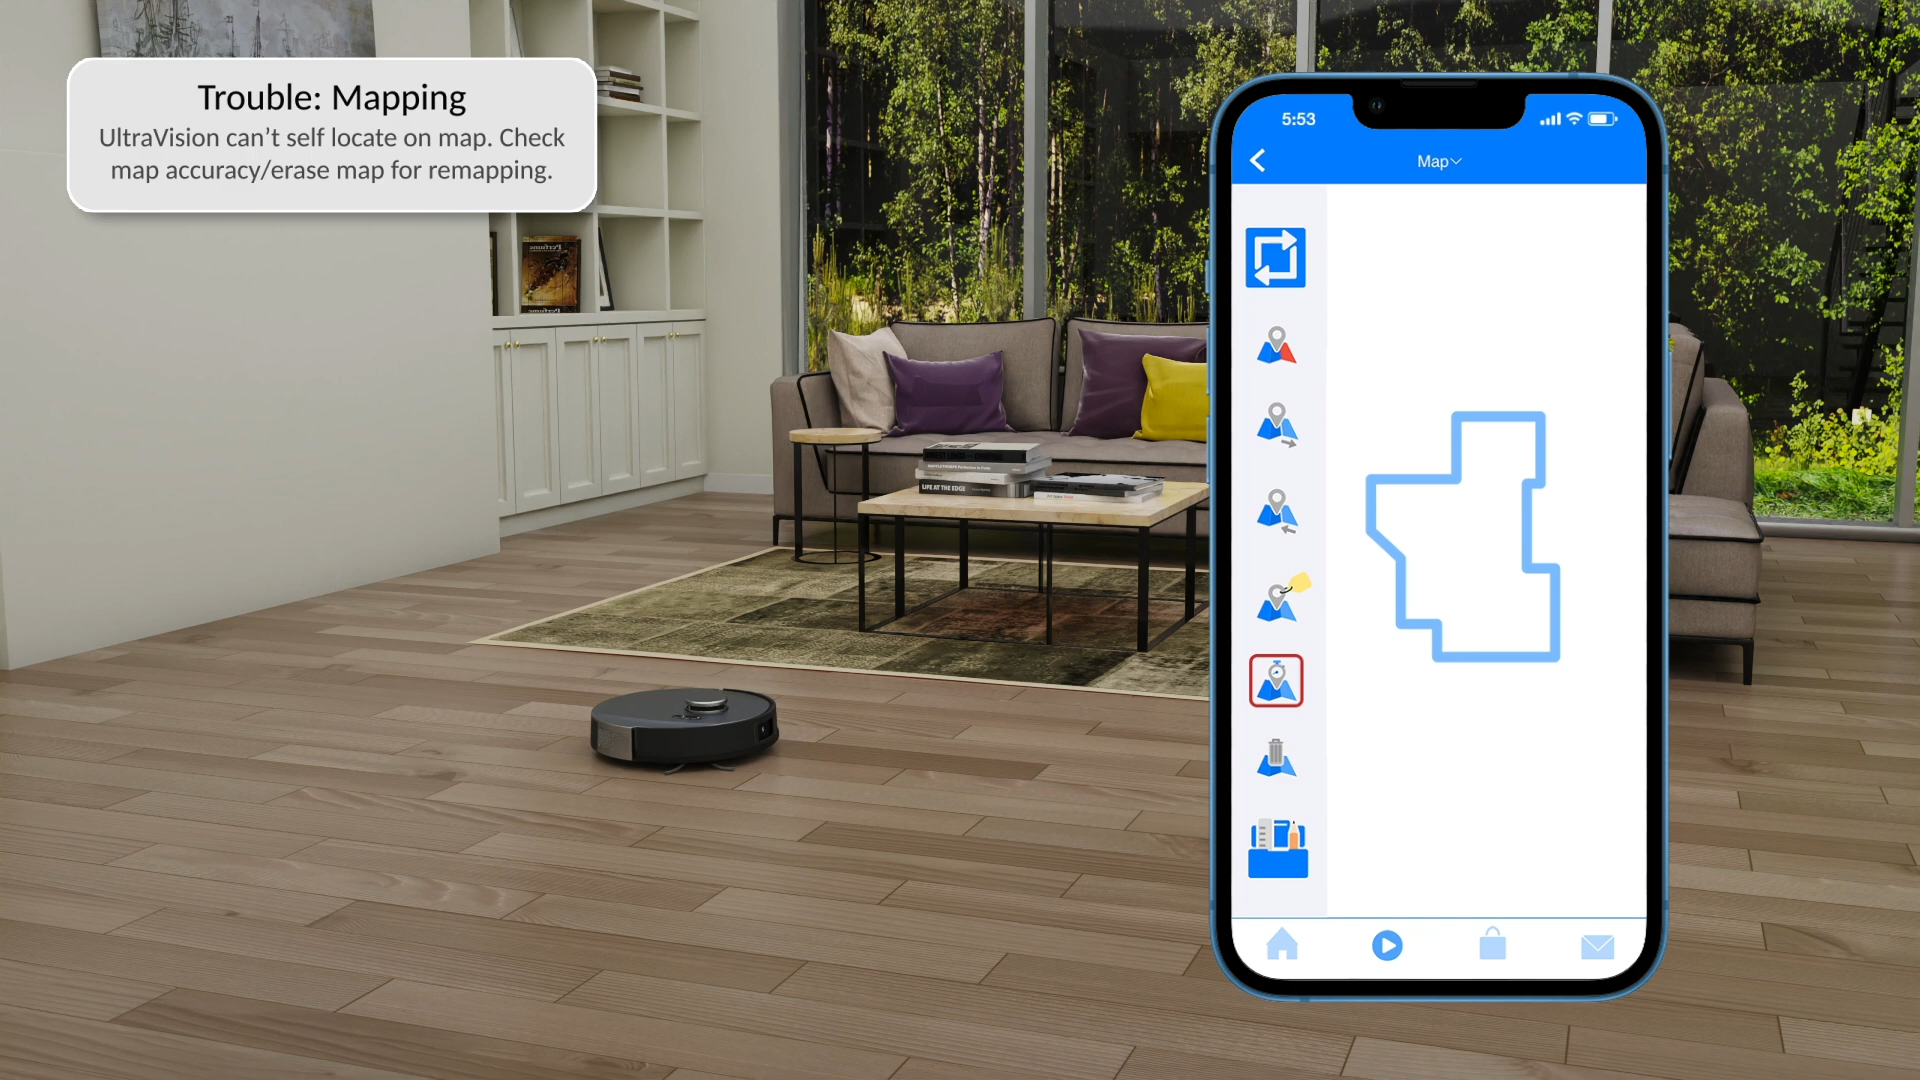 Trouble: Mapping
UltraVision can't self locate on map. Check
map accuracy/erase map for remapping.
5:53
Map
Perfume
LIFE AT THE EDGE